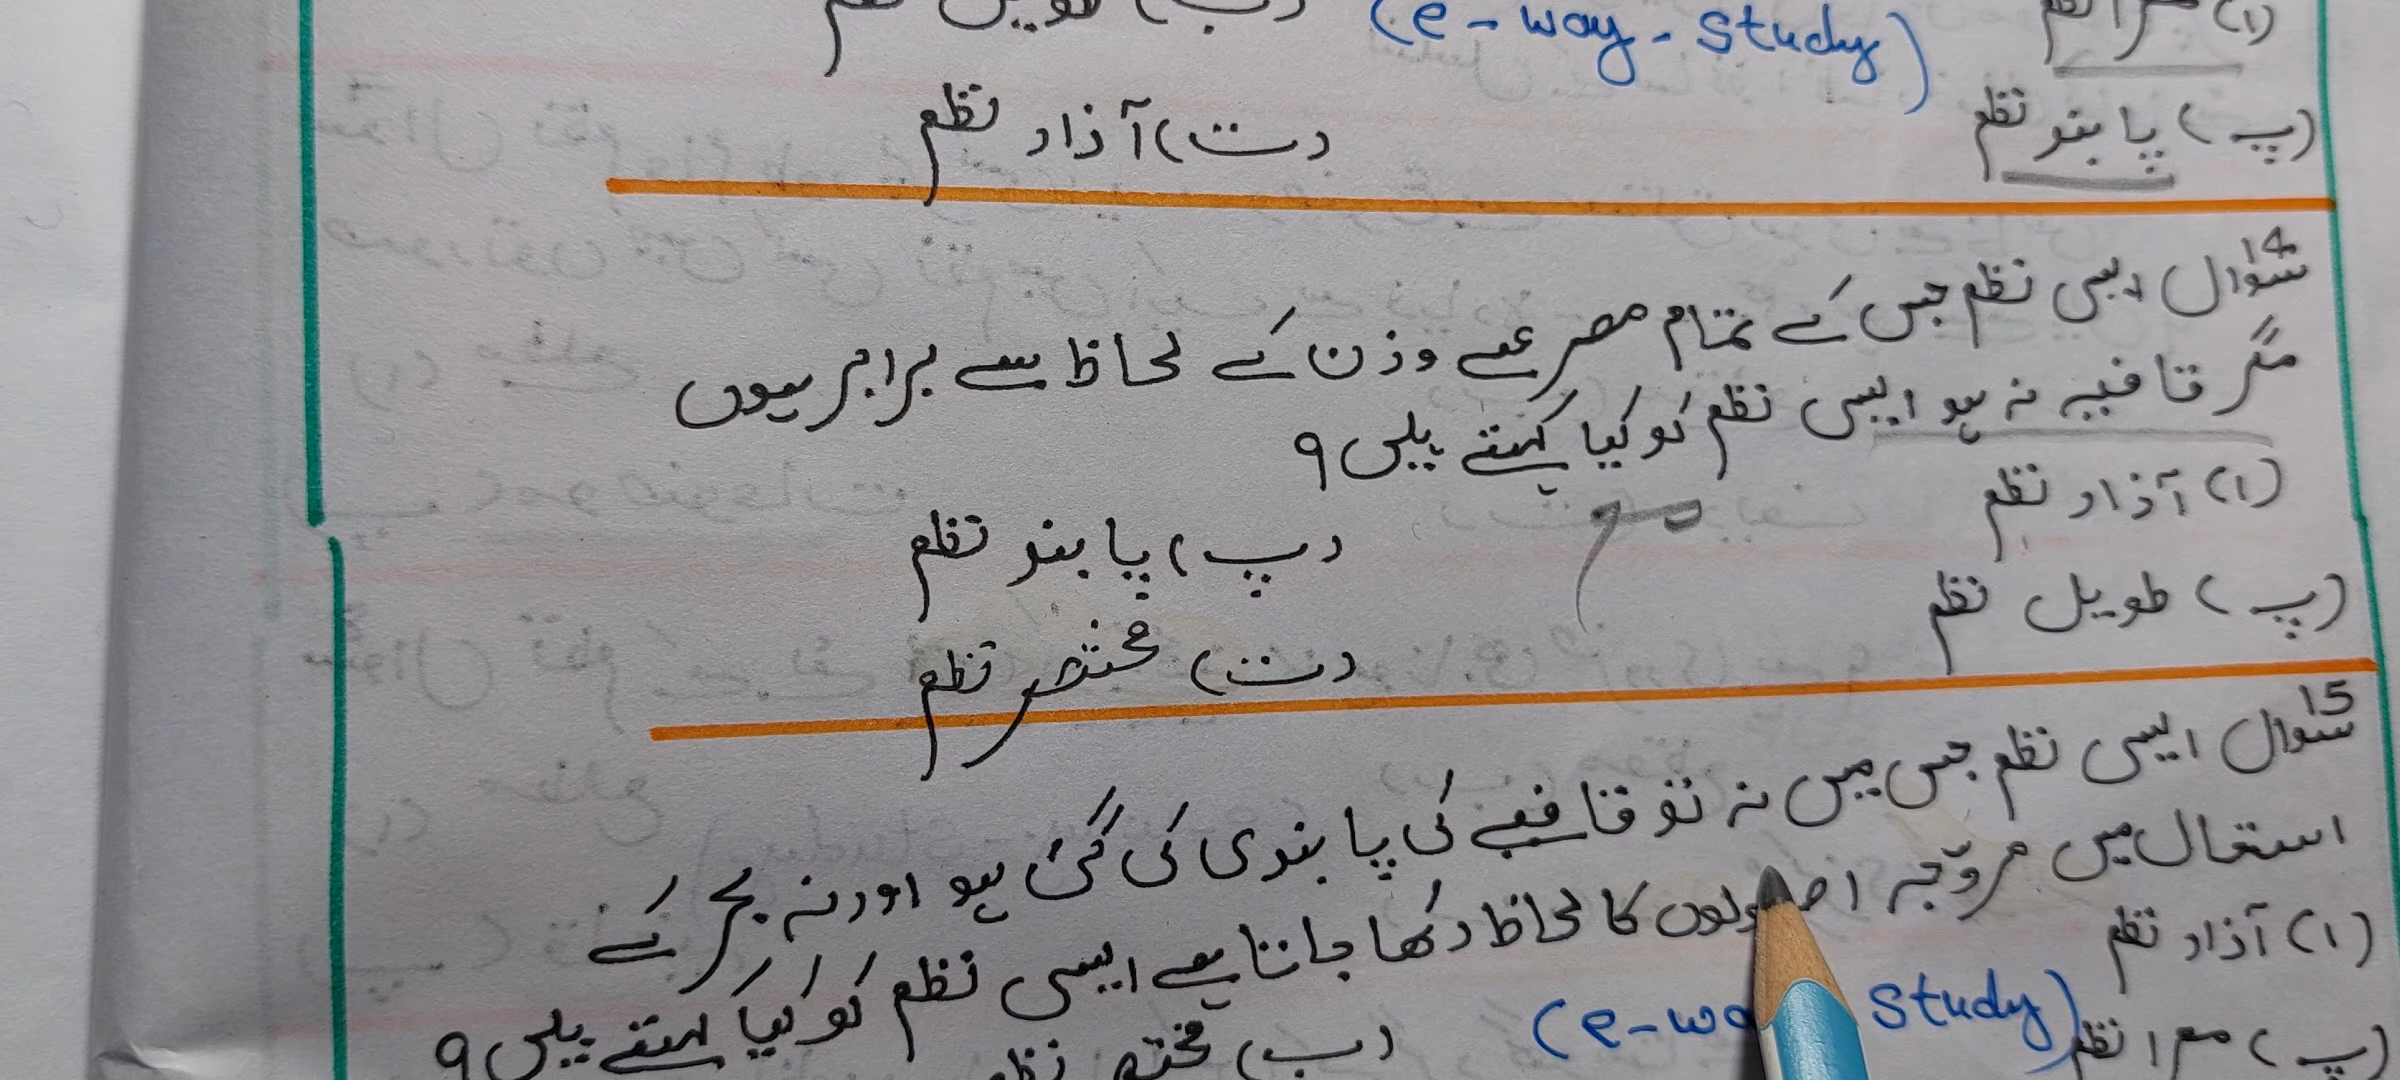 (ا)
(e-way-study)
(پ) پابند نظم (ت) آزاد نظم
14
سوال ایسی نظم جس کے تمام مصرعے وزن کے لحاظ سے برابر ہوں
مگر قافیہ نہ ہو ایسی نظم کو کیا کہتے ہیں؟
(ا) آزاد نظم (پ) پابند نظم
(پ) طویل نظم (ت) مختصر نظم
15
سوال ایسی نظم جس میں نہ تو قافیے کی پابندی کی گئ ہو اور نہ بحر کے
استعمال میں مروّجہ اصولوں کا لحاظ رکھا جاتا ہے ایسی نظم کو کیا کہتے ہیں؟
(ا) آزاد نظم (ب) مختصر نظم
(e-wa study)
(پ) معرا نظم